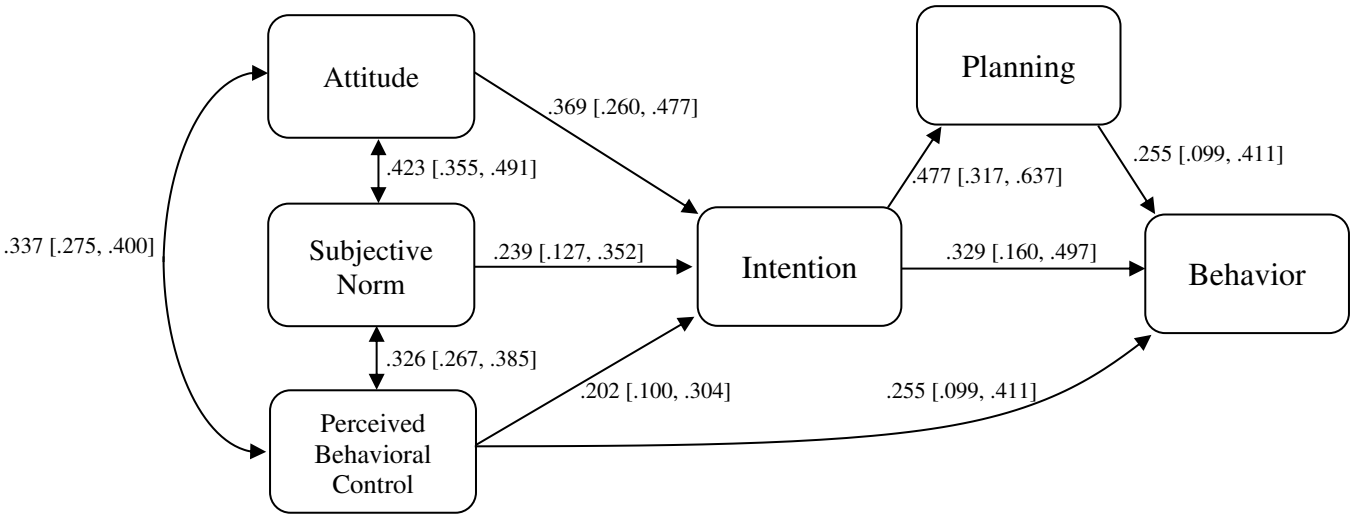 Attitude
Planning
.369 [.260, .477]
.423 [.355, .491]
.477 [.317, .637]
.255 [.099, .411]
.337 [.275, .400]
Subjective
Norm
.239 [.127, .352]
Intention
.329 [.160, .497]
Behavior
.326 [.267, .385]
.202 [.100, .304]
.255 [.099, .411]
Perceived
Behavioral
Control